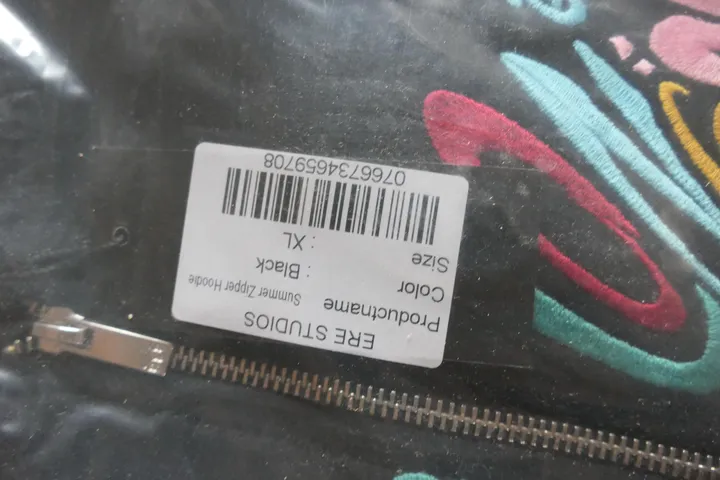 ERE STUDIOS
Productname Summer Zipper Hoodie
Color : Black
Size : XL
0766734659708